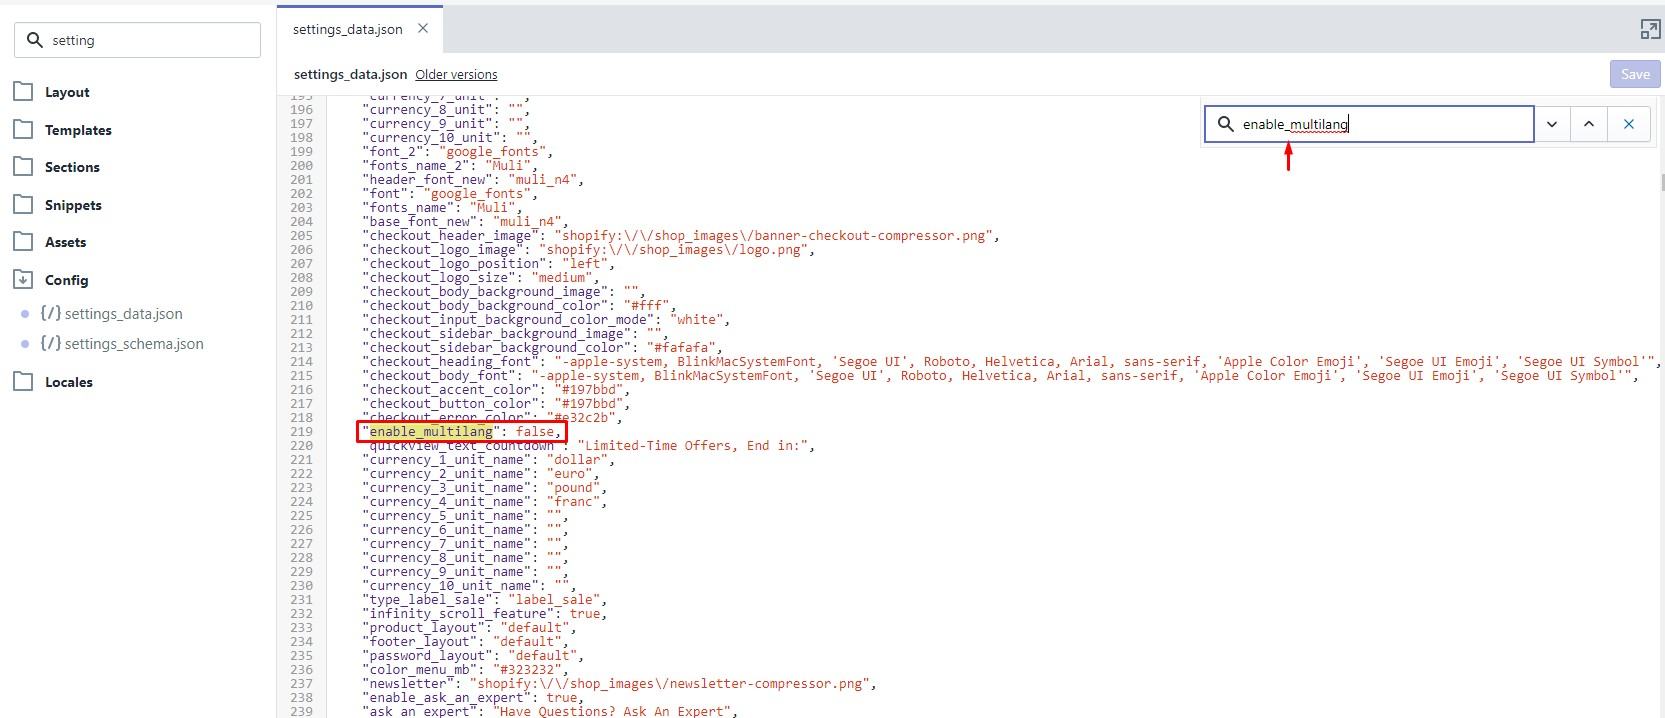 setting
settings_data.json
settings_data.json Older versions
Save
Layout
Templates
Sections
Snippets
Assets
Config
{/} settings_data.json
{/} settings_schema.json
Locales
enable_multilang
195 "currency_7_unit": "",
196 "currency_8_unit": "",
197 "currency_9_unit": "",
198 "currency_10_unit": "",
199 "font_2": "google_fonts",
200 "fonts_name_2": "Muli",
201 "header_font_new": "muli_n4",
202 "font": "google_fonts",
203 "fonts_name": "Muli",
204 "base_font_new": "muli_n4",
205 "checkout_header_image": "shopify:\/\/shop_images\/banner-checkout-compressor.png",
206 "checkout_logo_image": "shopify:\/\/shop_images\/logo.png",
207 "checkout_logo_position": "left",
208 "checkout_logo_size": "medium",
209 "checkout_body_background_image": "",
210 "checkout_body_background_color": "#fff",
211 "checkout_input_background_color_mode": "white",
212 "checkout_sidebar_background_image": "",
213 "checkout_sidebar_background_color": "#fafafa",
214 "checkout_heading_font": "-apple-system, BlinkMacSystemFont, 'Segoe UI', Roboto, Helvetica, Arial, sans-serif, 'Apple Color Emoji', 'Segoe UI Emoji', 'Segoe UI Symbol'",
215 "checkout_body_font": "-apple-system, BlinkMacSystemFont, 'Segoe UI', Roboto, Helvetica, Arial, sans-serif, 'Apple Color Emoji', 'Segoe UI Emoji', 'Segoe UI Symbol'",
216 "checkout_accent_color": "#197bbd",
217 "checkout_button_color": "#197bbd",
218 "checkout_error_color": "#e32c2b",
219 "enable_multilang": false,
220 "quickview_text_countdown": "Limited-Time Offers, End in:",
221 "currency_1_unit_name": "dollar",
222 "currency_2_unit_name": "euro",
223 "currency_3_unit_name": "pound",
224 "currency_4_unit_name": "franc",
225 "currency_5_unit_name": "",
226 "currency_6_unit_name": "",
227 "currency_7_unit_name": "",
228 "currency_8_unit_name": "",
229 "currency_9_unit_name": "",
230 "currency_10_unit_name": "",
231 "type_label_sale": "label_sale",
232 "infinity_scroll_feature": true,
233 "product_layout": "default",
234 "footer_layout": "default",
235 "password_layout": "default",
236 "color_menu_mb": "#323232",
237 "newsletter": "shopify:\/\/shop_images\/newsletter-compressor.png",
238 "enable_ask_an_expert": true,
239 "ask_an_expert": "Have Questions? Ask An Expert",